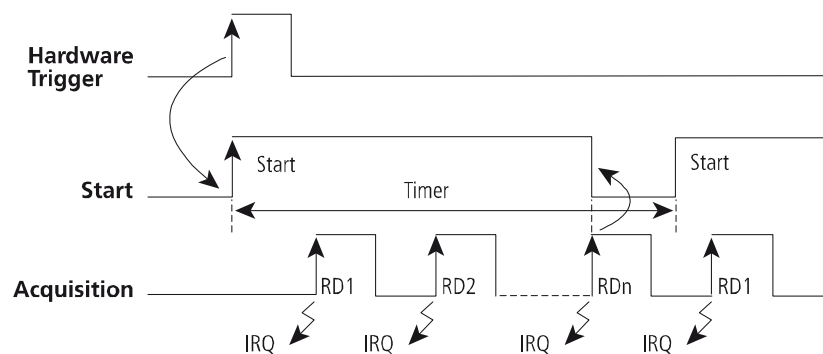 Hardware
Trigger
Start
Start
Start
Timer
Acquisition
RD1
RD2
RDn
RD1
IRQ
IRQ
IRQ
IRQ